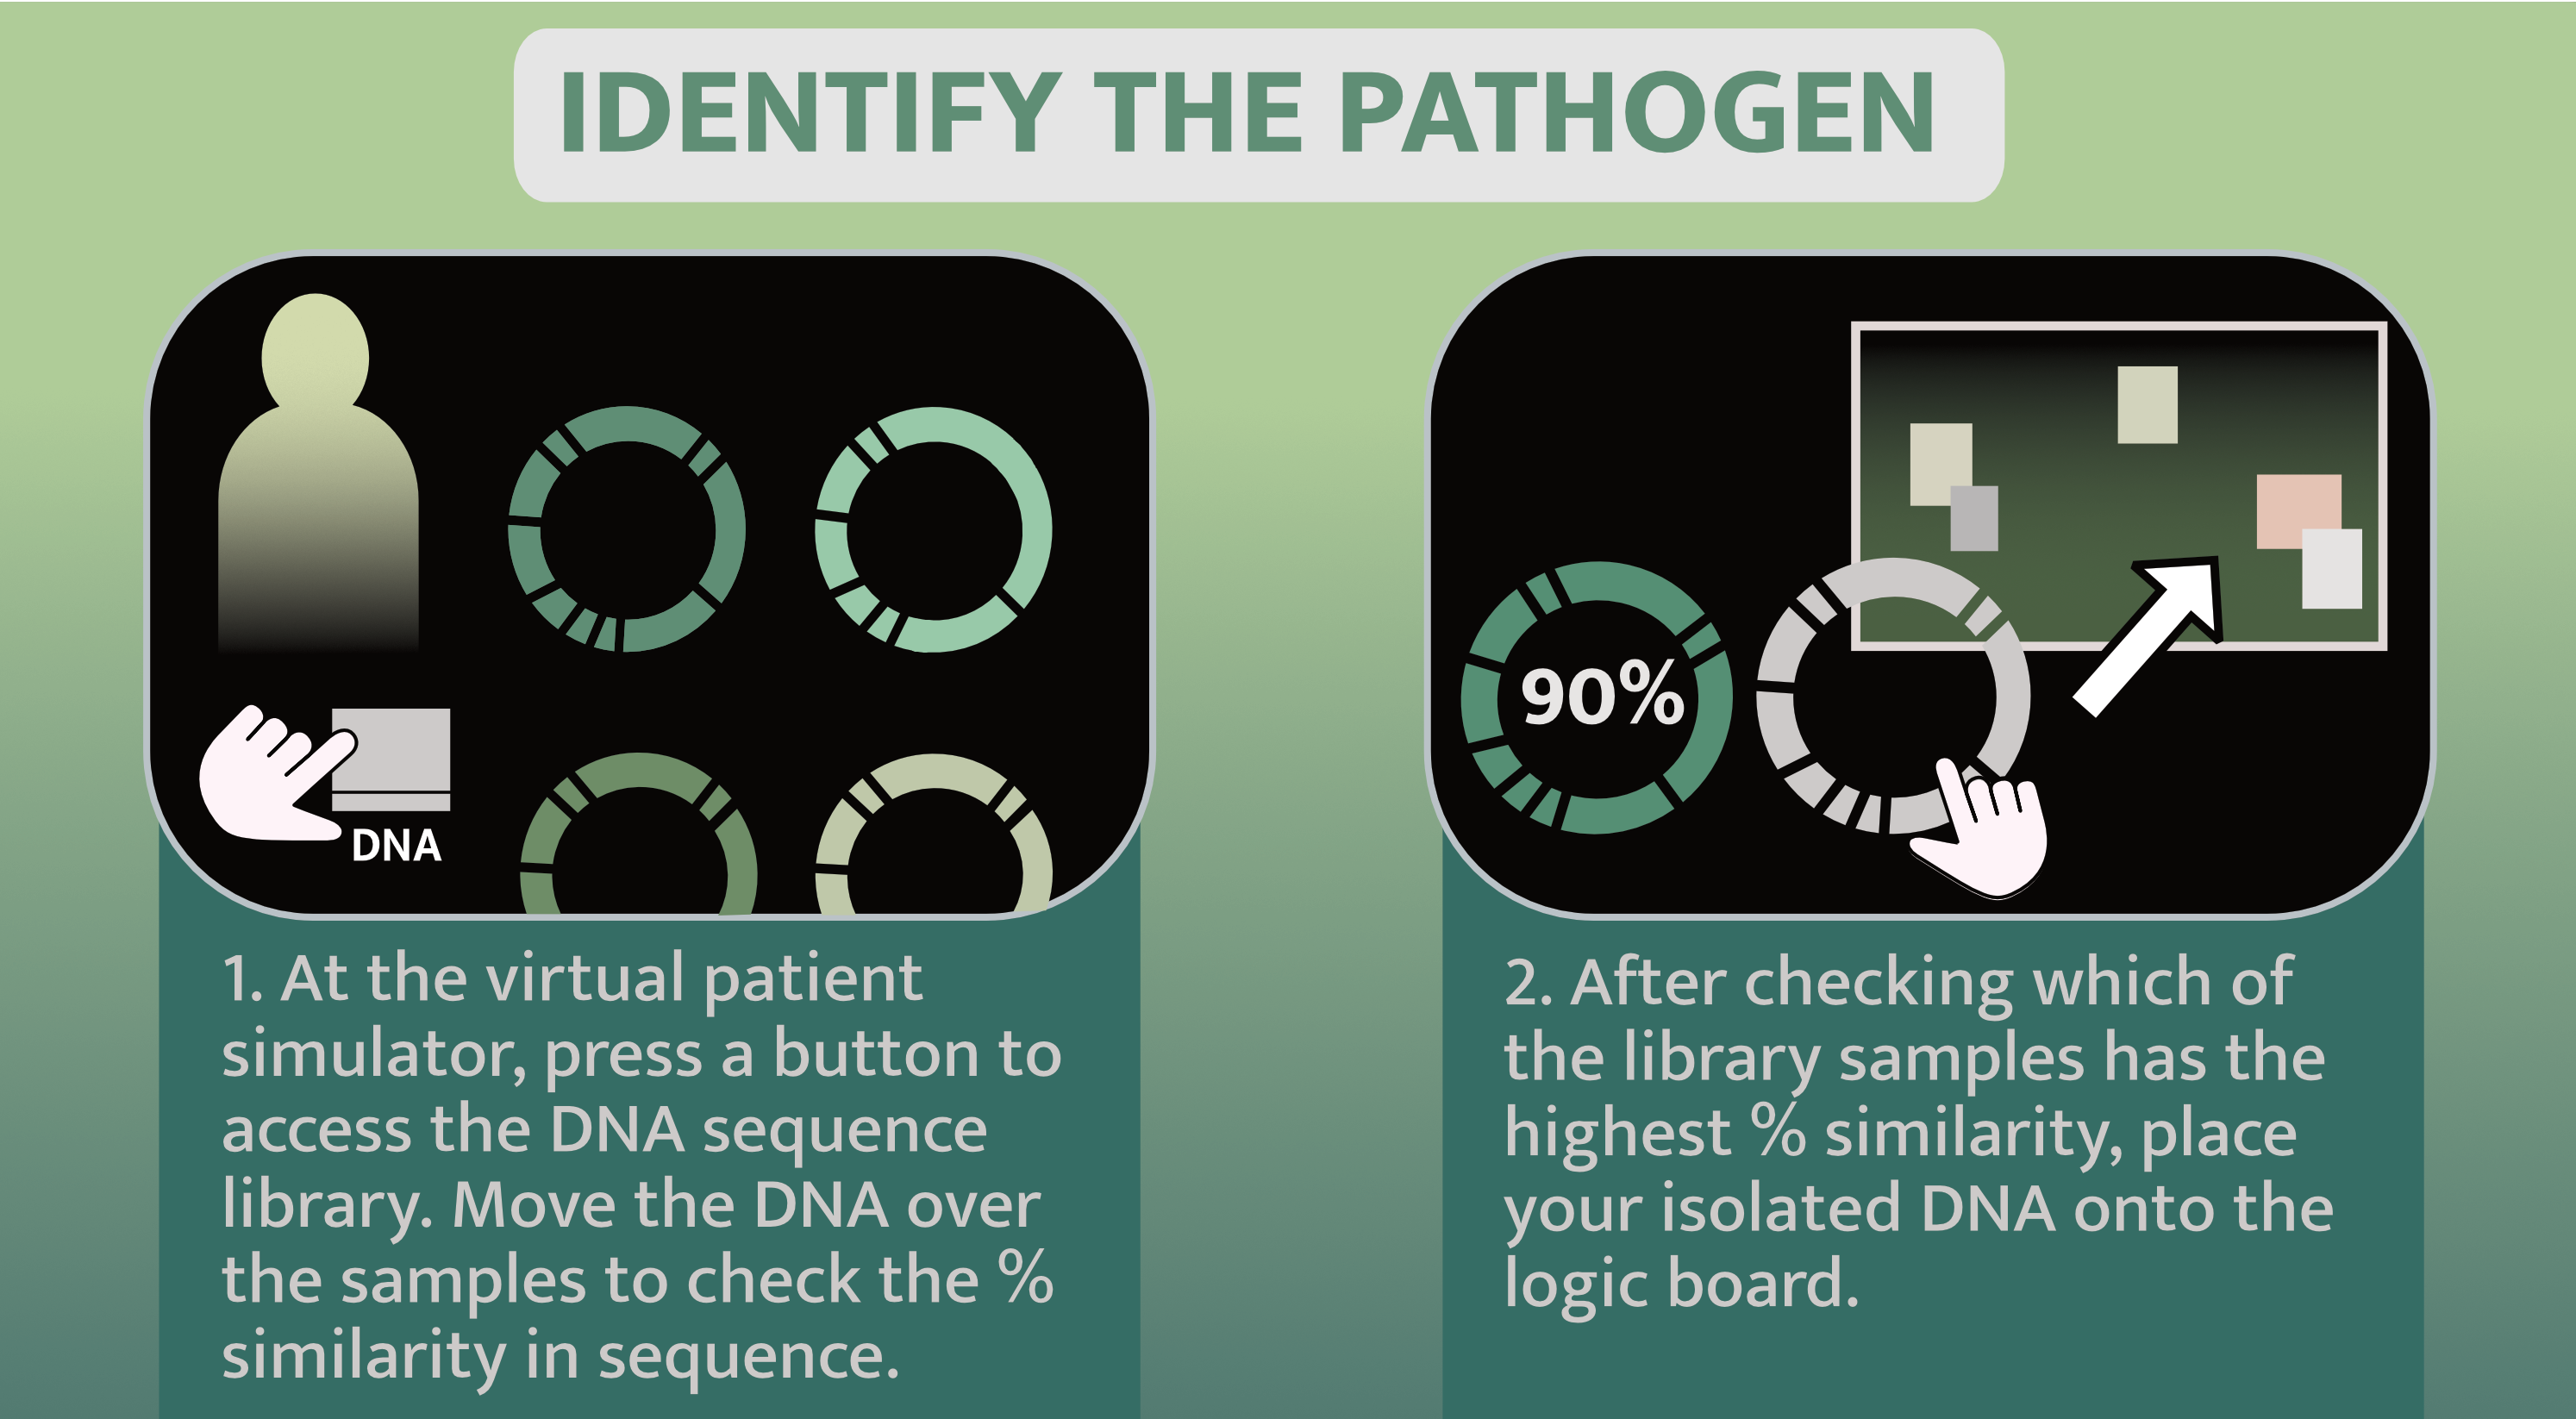 IDENTIFY THE PATHOGEN
DNA
1. At the virtual patient
simulator, press a button to
access the DNA sequence
library. Move the DNA over
the samples to check the %
similarity in sequence.
90%
2. After checking which of
the library samples has the
highest % similarity, place
your isolated DNA onto the
logic board.